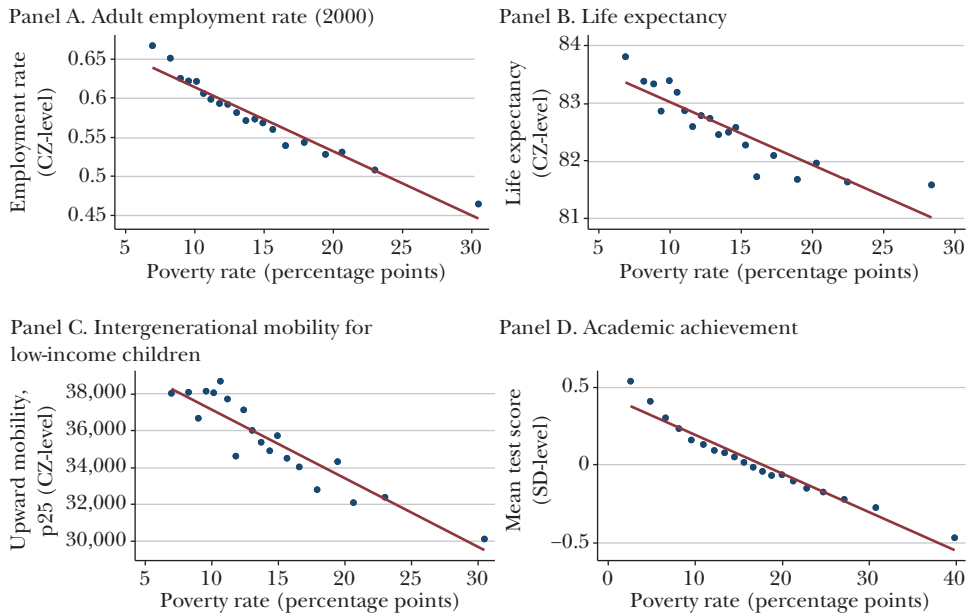 Panel A. Adult employment rate (2000)
Employment rate
(CZ-level)
0.65
0.6
0.55
0.5
0.45
5 10 15 20 25 30
Poverty rate (percentage points)
Panel B. Life expectancy
Life expectancy
(CZ-level)
84
83
82
81
5 10 15 20 25 30
Poverty rate (percentage points)
Panel C. Intergenerational mobility for
low-income children
Upward mobility,
p25 (CZ-level)
38,000
36,000
34,000
32,000
30,000
5 10 15 20 25 30
Poverty rate (percentage points)
Panel D. Academic achievement
Mean test score
(SD-level)
0.5
0
−0.5
0 10 20 30 40
Poverty rate (percentage points)